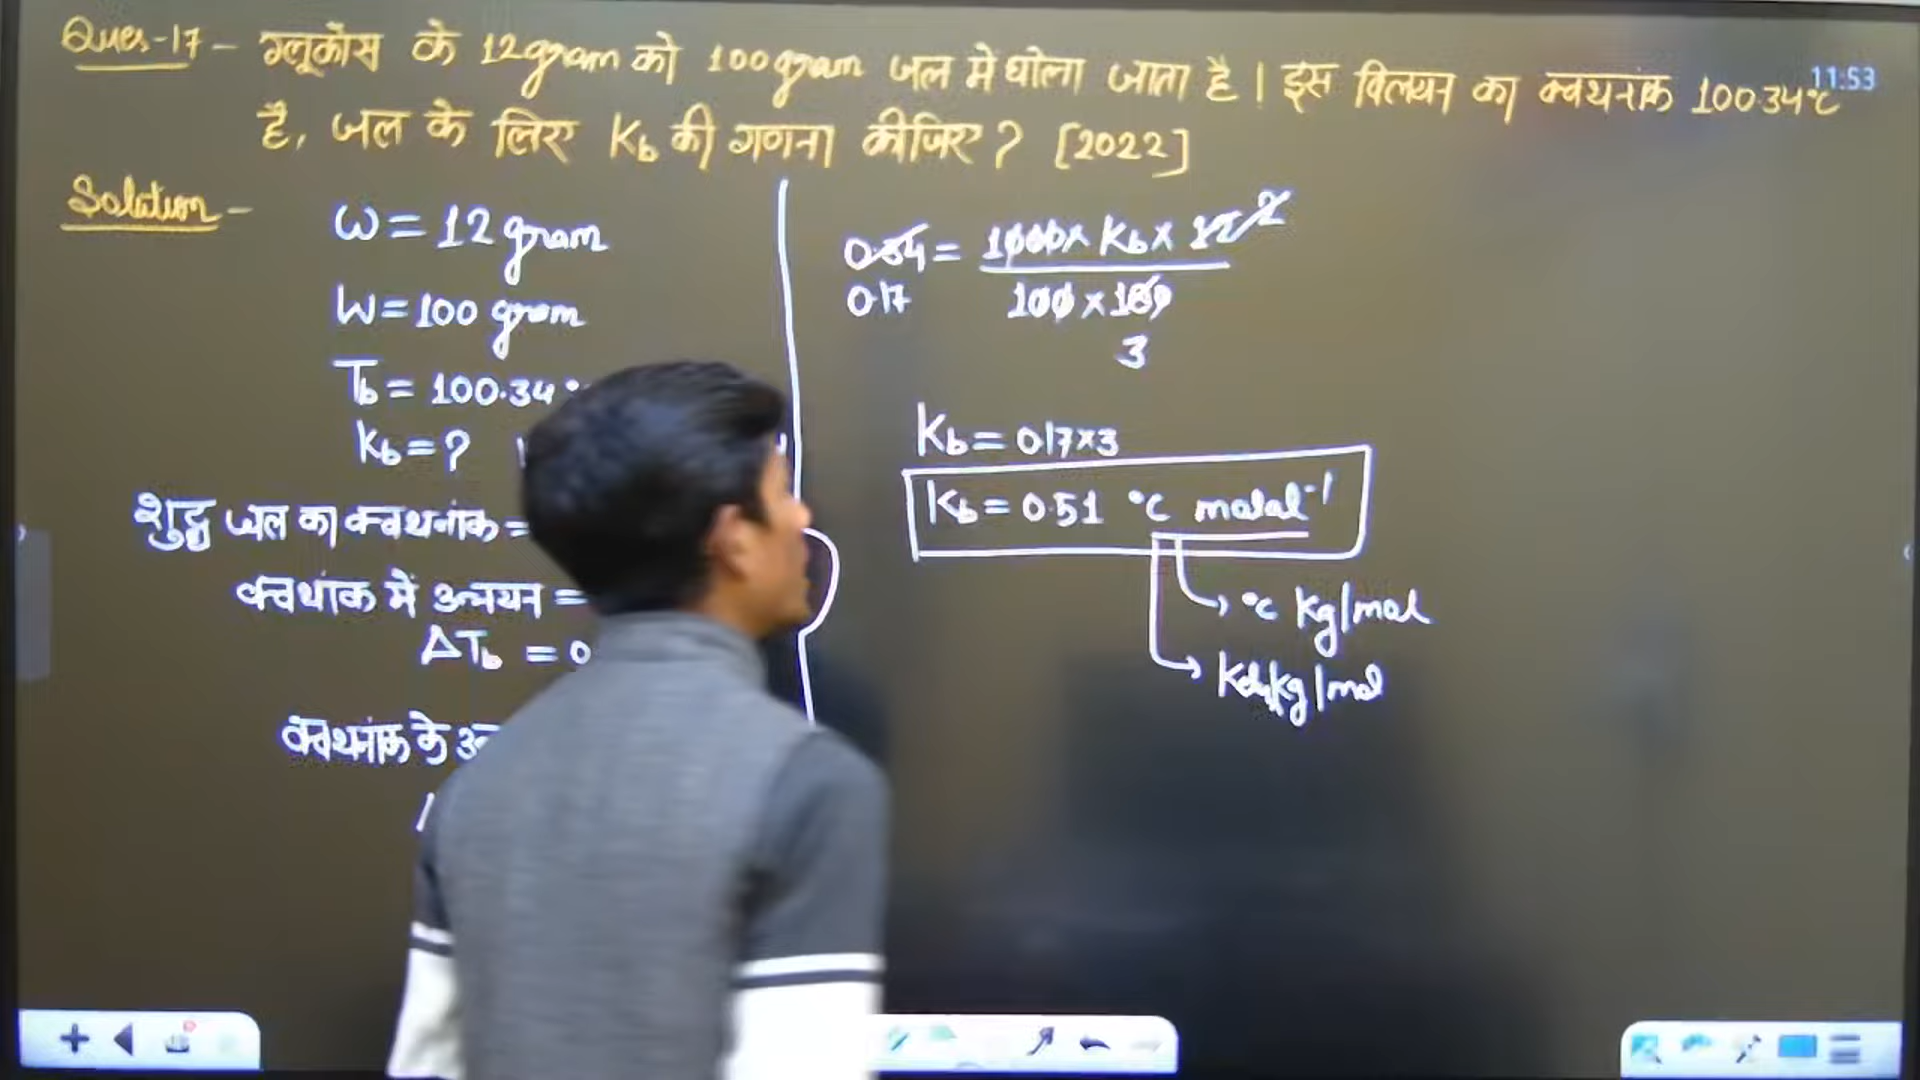 Ques-17- ग्लूकोस के 12gram को 100gram जल मे घोला जाता है । इस विलयन का क्वथनांक 100.34°C
11:53
है, जल के लिए Kb की गणना कीजिए ? [2022]
Solution-
W = 12 gram
W = 100 gram
Tb = 100.34
Kb = ?
शुद्ध जल का क्वथनांक =
क्वथांक में उन्नयन =
ΔTb = 0
क्वथनांक के
0.34 = 1000 × Kb × 12 2
0.17 100 × 180
3
Kb = 0.17×3
Kb = 0.51 °C molal⁻¹
°C Kg/mol
Kg/mol